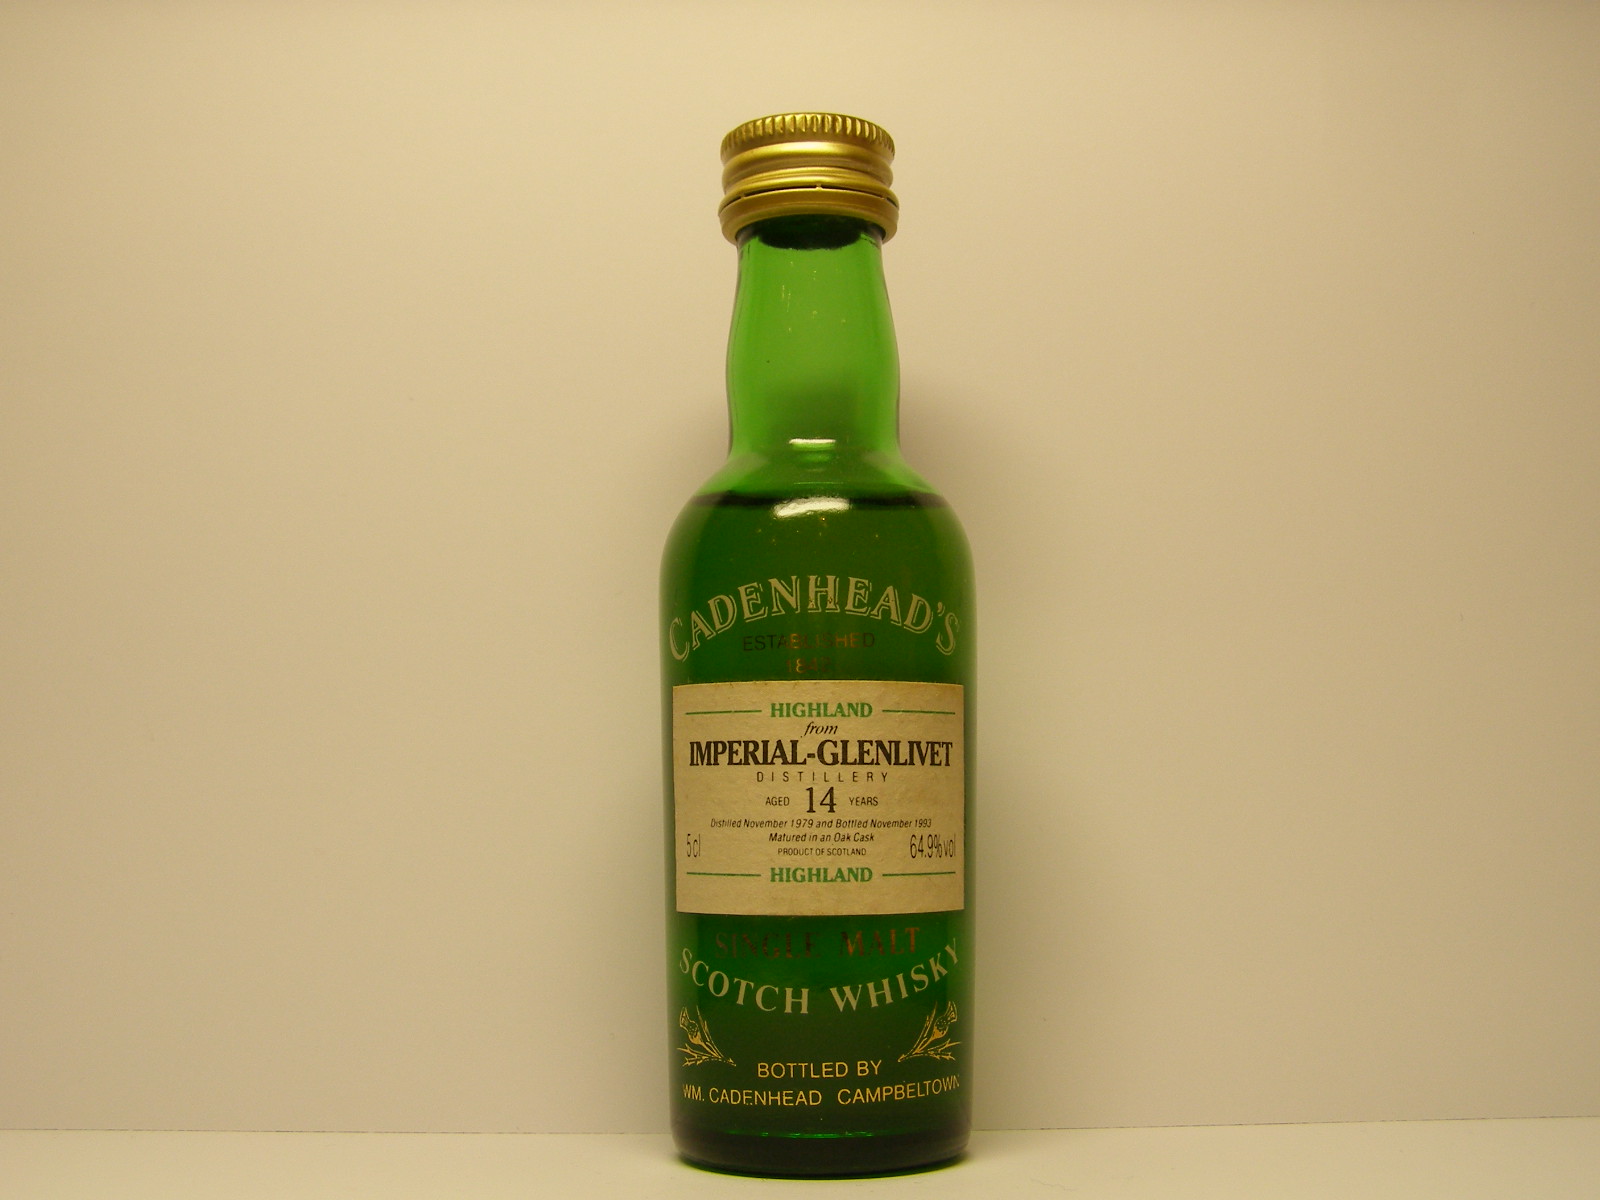 CADENHEAD'S
ESTABLISHED
1842
HIGHLAND
from
IMPERIAL-GLENLIVET
DISTILLERY
AGED 14 YEARS
Distilled November 1979 and Bottled November 1993
Matured in an Oak Cask
5 cl PRODUCT OF SCOTLAND 64.9% vol
HIGHLAND
SINGLE MALT
SCOTCH WHISKY
BOTTLED BY
WM. CADENHEAD CAMPBELTOWN